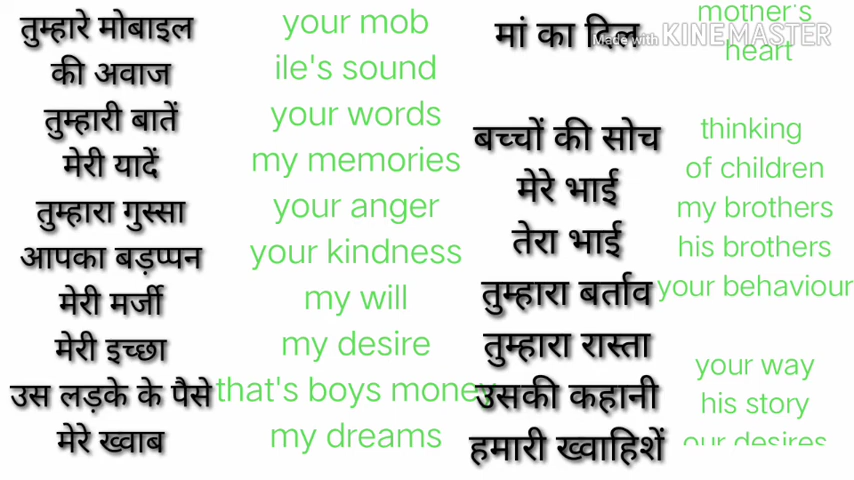 तुम्हारे मोबाइल
की अवाज
तुम्हारी बातें
मेरी यादें
तुम्हारा गुस्सा
आपका बड़प्पन
मेरी मर्जी
मेरी इच्छा
उस लड़के के पैसे
मेरे ख्वाब
your mob
ile's sound
your words
my memories
your anger
your kindness
my will
my desire
that's boys money
my dreams
मां का दिल
बच्चों की सोच
मेरे भाई
तेरा भाई
तुम्हारा बर्ताव
तुम्हारा रास्ता
उसकी कहानी
हमारी ख्वाहिशें
mother's
heart
thinking
of children
my brothers
his brothers
your behaviour
your way
his story
our desires
Made with KINEMASTER